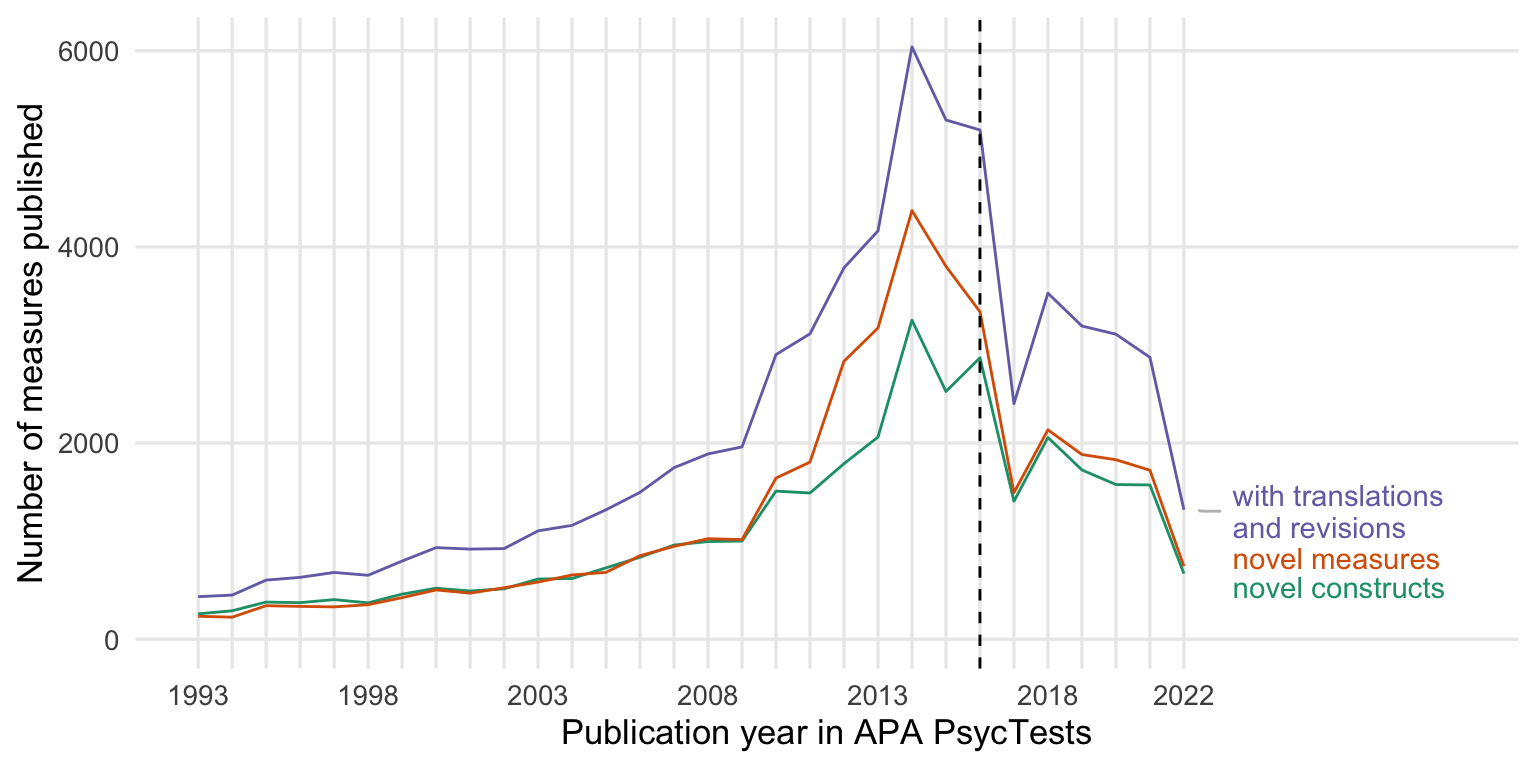 Number of measures published
6000
4000
2000
0
1993 1998 2003 2008 2013 2018 2022
Publication year in APA PsycTests
with translations
and revisions
novel measures
novel constructs